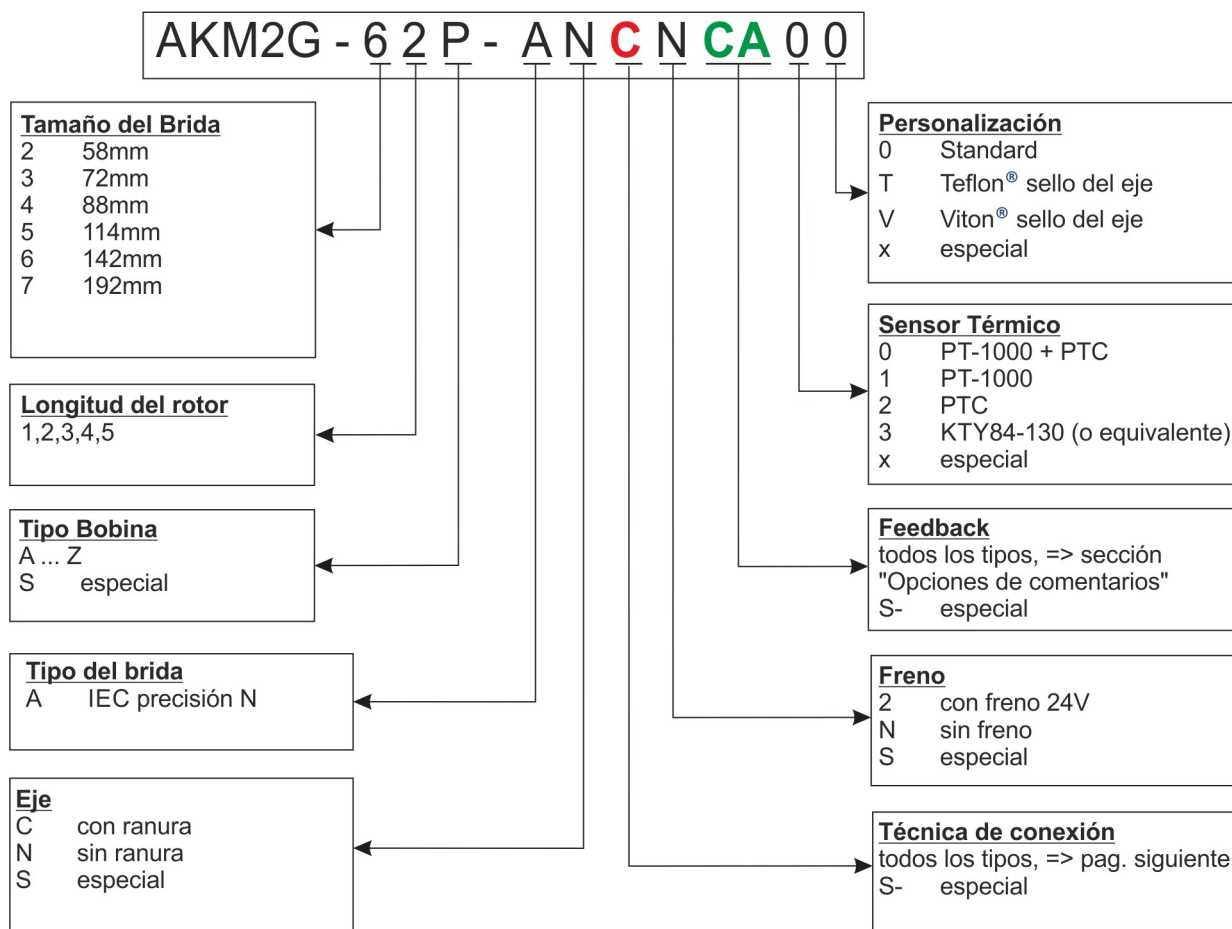 AKM2G - 6 2 P - A N C N CA 0 0
Tamaño del Brida
2 58mm
3 72mm
4 88mm
5 114mm
6 142mm
7 192mm
Longitud del rotor
1,2,3,4,5
Tipo Bobina
A ... Z
S especial
Tipo del brida
A IEC precisión N
Eje
C con ranura
N sin ranura
S especial
Personalización
0 Standard
T Teflon® sello del eje
V Viton® sello del eje
x especial
Sensor Térmico
0 PT-1000 + PTC
1 PT-1000
2 PTC
3 KTY84-130 (o equivalente)
x especial
Feedback
todos los tipos, => sección
"Opciones de comentarios"
S- especial
Freno
2 con freno 24V
N sin freno
S especial
Técnica de conexión
todos los tipos, => pag. siguiente
S- especial